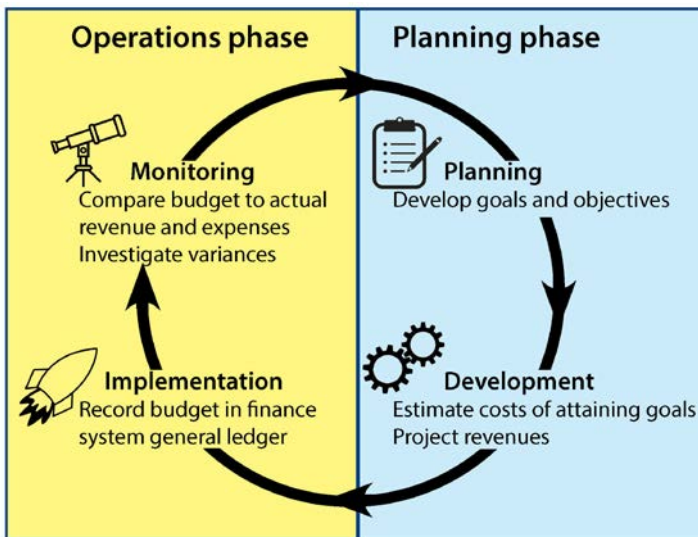 Operations phase
Planning phase
Monitoring
Compare budget to actual
revenue and expenses
Investigate variances
Planning
Develop goals and objectives
Implementation
Record budget in finance
system general ledger
Development
Estimate costs of attaining goals
Project revenues